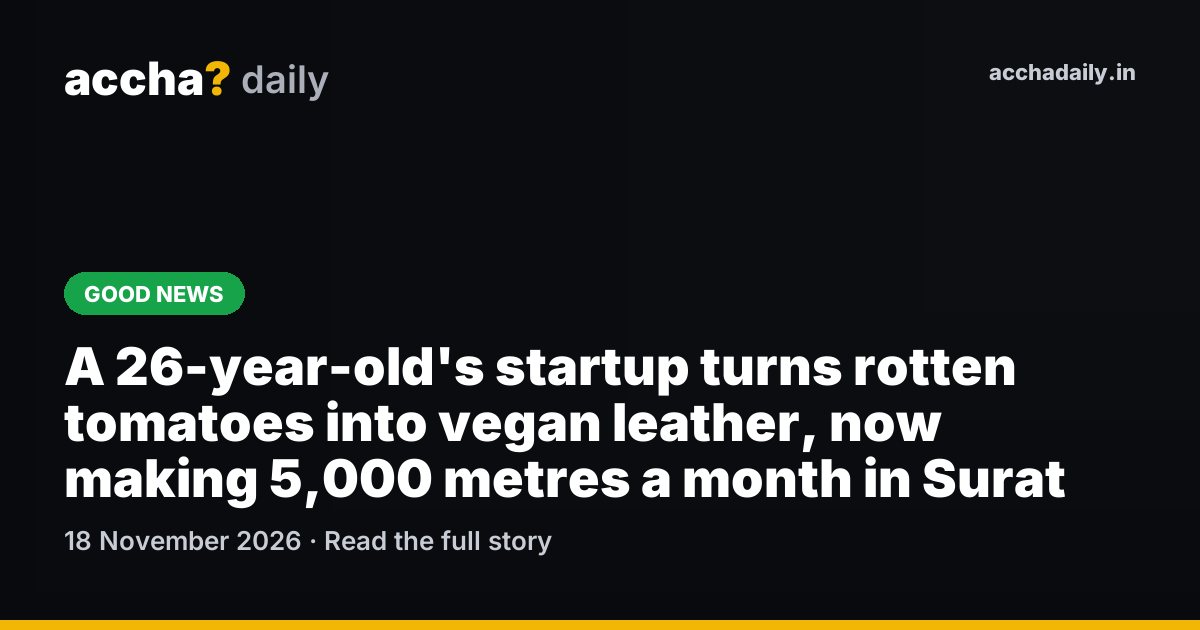 accha? daily
acchadaily.in
GOOD NEWS
A 26-year-old's startup turns rotten
tomatoes into vegan leather, now
making 5,000 metres a month in Surat
18 November 2026 · Read the full story